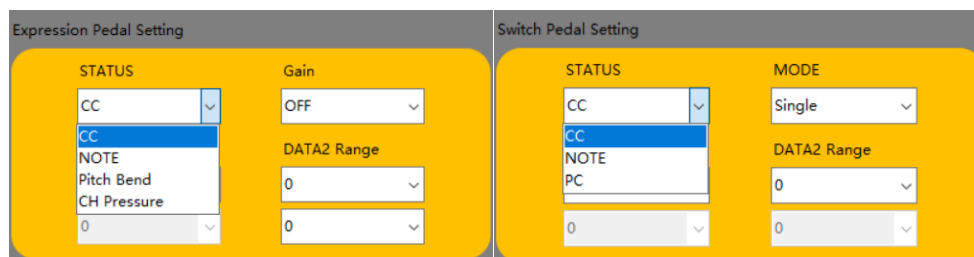 Expression Pedal Setting
STATUS
Gain
CC
OFF
CC
NOTE
Pitch Bend
CH Pressure
DATA2 Range
0
0
0
Switch Pedal Setting
STATUS
MODE
CC
Single
CC
NOTE
PC
DATA2 Range
0
0
0